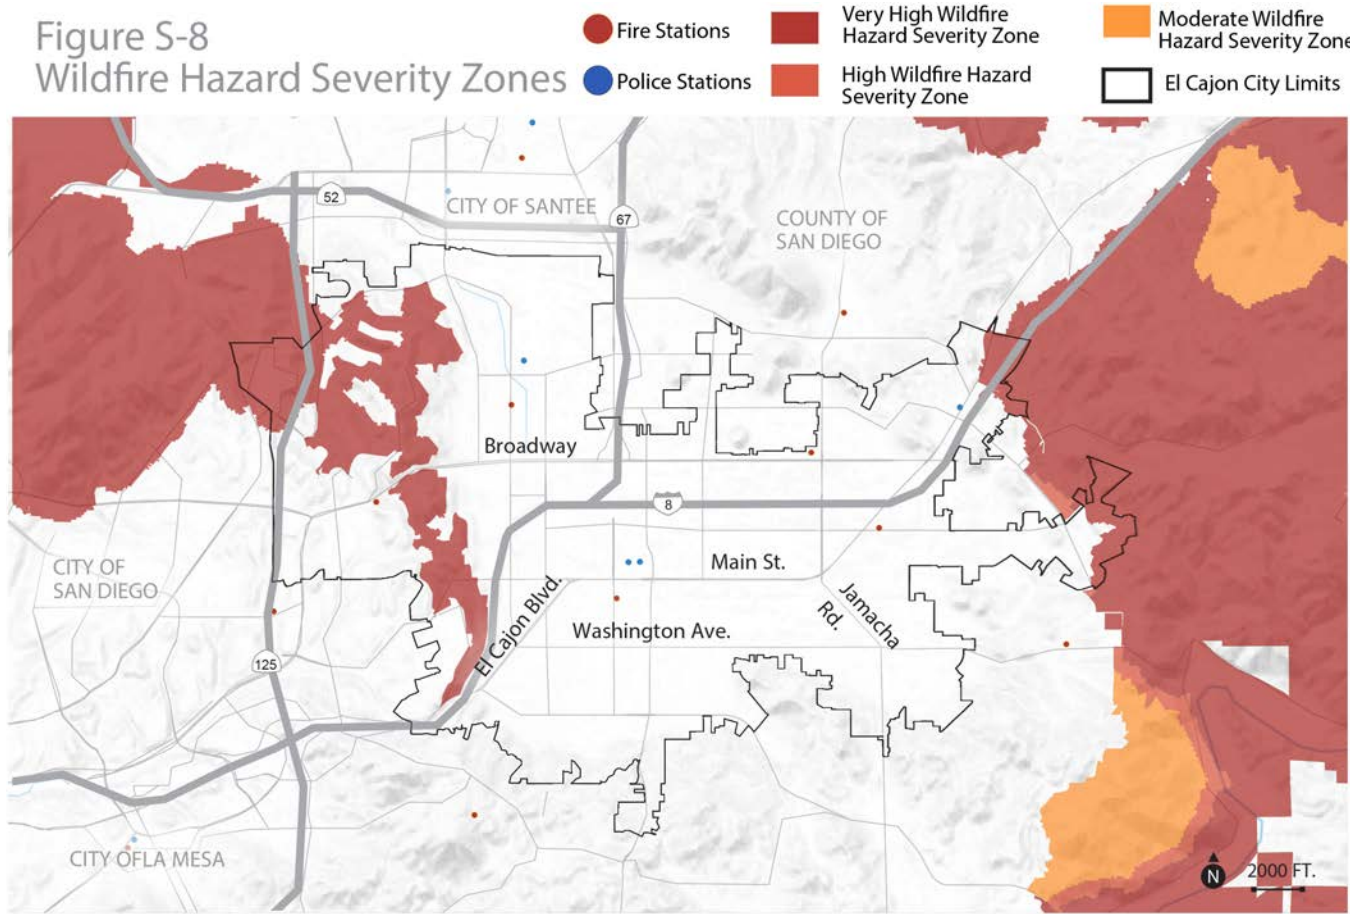 Figure S-8
Wildfire Hazard Severity Zones
Fire Stations
Police Stations
Very High Wildfire
Hazard Severity Zone
High Wildfire Hazard
Severity Zone
Moderate Wildfire
Hazard Severity Zone
El Cajon City Limits
52
CITY OF SANTEE
67
COUNTY OF
SAN DIEGO
Broadway
8
CITY OF
SAN DIEGO
Main St.
El Cajon Blvd.
Jamacha
Rd.
Washington Ave.
125
CITY OFLA MESA
N
2000 FT.